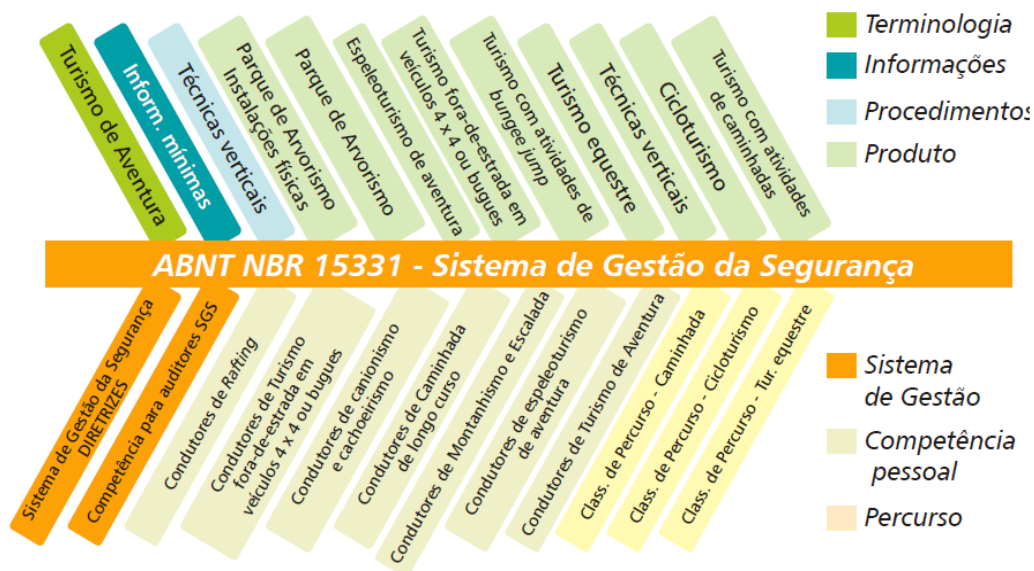 Turismo de Aventura
Inform. mínimas
Técnicas verticais
Parque de Arvorismo
Instalações físicas
Parque de Arvorismo
Espeleoturismo de aventura
Turismo fora-de-estrada em
veículos 4 x 4 ou bugues
Turismo com atividades de
bungee jump
Turismo equestre
Técnicas verticais
Cicloturismo
Turismo com atividades
de caminhadas
Terminologia
Informações
Procedimentos
Produto
ABNT NBR 15331 - Sistema de Gestão da Segurança
Sistema de Gestão da Segurança
DIRETRIZES
Competência para auditores SGS
Condutores de Rafting
Condutores de Turismo
fora-de-estrada em
veículos 4 x 4 ou bugues
Condutores de canionismo
e cachoeirismo
Condutores de Caminhada
de longo curso
Condutores de Montanhismo e Escalada
Condutores de espeleoturismo
de aventura
Condutores de Turismo de Aventura
Class. de Percurso - Caminhada
Class. de Percurso - Cicloturismo
Class. de Percurso - Tur. equestre
Sistema
de Gestão
Competência
pessoal
Percurso